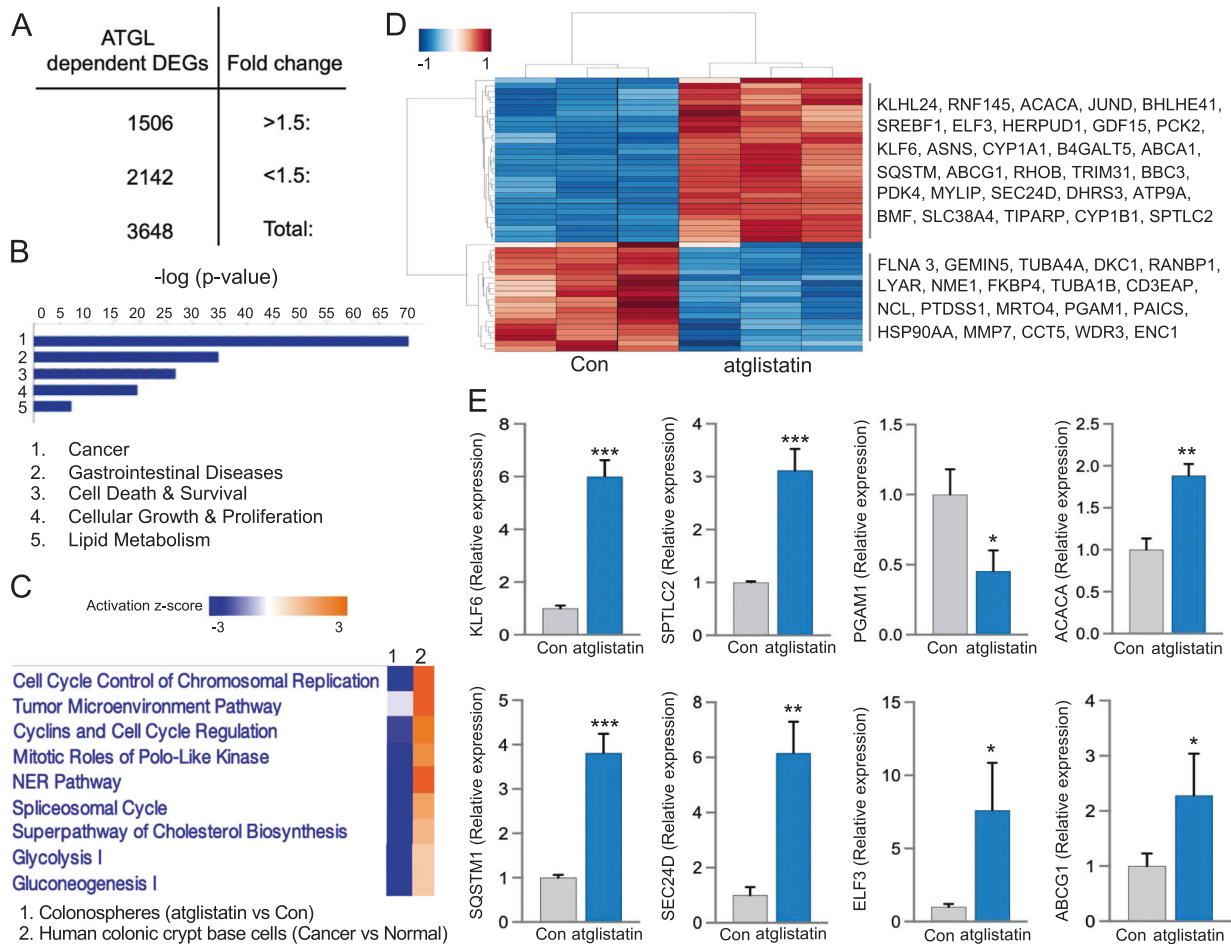 A
ATGL
dependent DEGs
Fold change
1506
>1.5:
2142
<1.5:
3648
Total:
B
-log (p-value)
0 5 10 15 20 25 30 35 40 45 50 55 60 65 70
1
2
3
4
5
1. Cancer
2. Gastrointestinal Diseases
3. Cell Death & Survival
4. Cellular Growth & Proliferation
5. Lipid Metabolism
C
Activation z-score
-3 3
1 2
Cell Cycle Control of Chromosomal Replication
Tumor Microenvironment Pathway
Cyclins and Cell Cycle Regulation
Mitotic Roles of Polo-Like Kinase
NER Pathway
Spliceosomal Cycle
Superpathway of Cholesterol Biosynthesis
Glycolysis I
Gluconeogenesis I
1. Colonospheres (atglistatin vs Con)
2. Human colonic crypt base cells (Cancer vs Normal)
D
-1 1
KLHL24, RNF145, ACACA, JUND, BHLHE41,
SREBF1, ELF3, HERPUD1, GDF15, PCK2,
KLF6, ASNS, CYP1A1, B4GALT5, ABCA1,
SQSTM, ABCG1, RHOB, TRIM31, BBC3,
PDK4, MYLIP, SEC24D, DHRS3, ATP9A,
BMF, SLC38A4, TIPARP, CYP1B1, SPTLC2
FLNA 3, GEMIN5, TUBA4A, DKC1, RANBP1,
LYAR, NME1, FKBP4, TUBA1B, CD3EAP,
NCL, PTDSS1, MRTO4, PGAM1, PAICS,
HSP90AA, MMP7, CCT5, WDR3, ENC1
Con atglistatin
E
KLF6 (Relative expression)
8
6
4
2
0
***
Con atglistatin
SPTLC2 (Relative expression)
4
3
2
1
0
***
Con atglistatin
PGAM1 (Relative expression)
1.5
1.0
0.5
0.0
*
Con atglistatin
ACACA (Relative expression)
2.5
2.0
1.5
1.0
0.5
0.0
**
Con atglistatin
SQSTM1 (Relative expression)
5
4
3
2
1
0
***
Con atglistatin
SEC24D (Relative expression)
8
6
4
2
0
**
Con atglistatin
ELF3 (Relative expression)
15
10
5
0
*
Con atglistatin
ABCG1 (Relative expression)
4
3
2
1
0
*
Con atglistatin